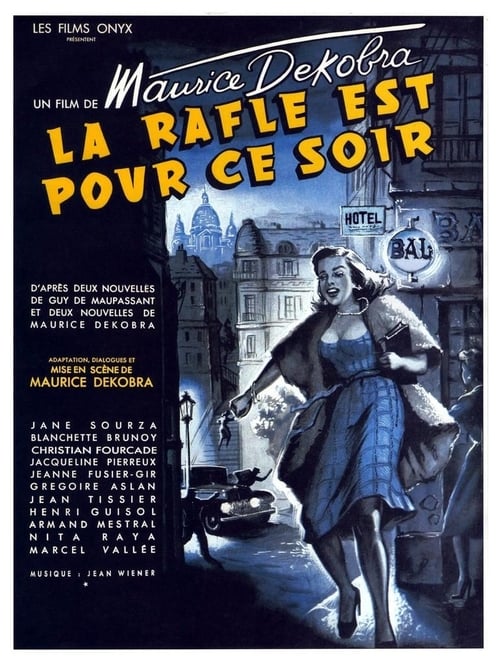 LES FILMS ONYX
PRÉSENTENT
UN FILM DE Maurice Dekobra
LA RAFLE EST
POUR CE SOIR
HOTEL
BAL
BA
D'APRÈS DEUX NOUVELLES
DE GUY DE MAUPASSANT
ET DEUX NOUVELLES DE
MAURICE DEKOBRA
ADAPTATION, DIALOGUES ET
MISE EN SCÈNE DE
MAURICE DEKOBRA
JANE SOURZA
BLANCHETTE BRUNOY
CHRISTIAN FOURCADE
JACQUELINE PIERREUX
JEANNE FUSIER-GIR
GREGOIRE ASLAN
JEAN TISSIER
HENRI GUISOL
ARMAND MESTRAL
NITA RAYA
MARCEL VALLÉE
MUSIQUE : JEAN WIENER
*